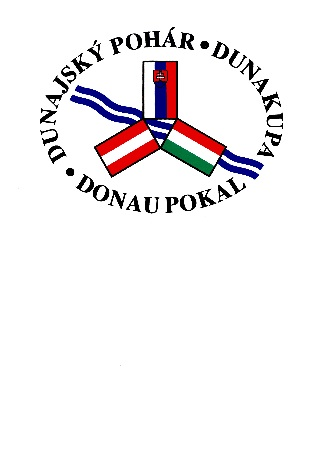 DUNAJSKÝ POHÁR • DUNAKUPA • DONAU POKAL